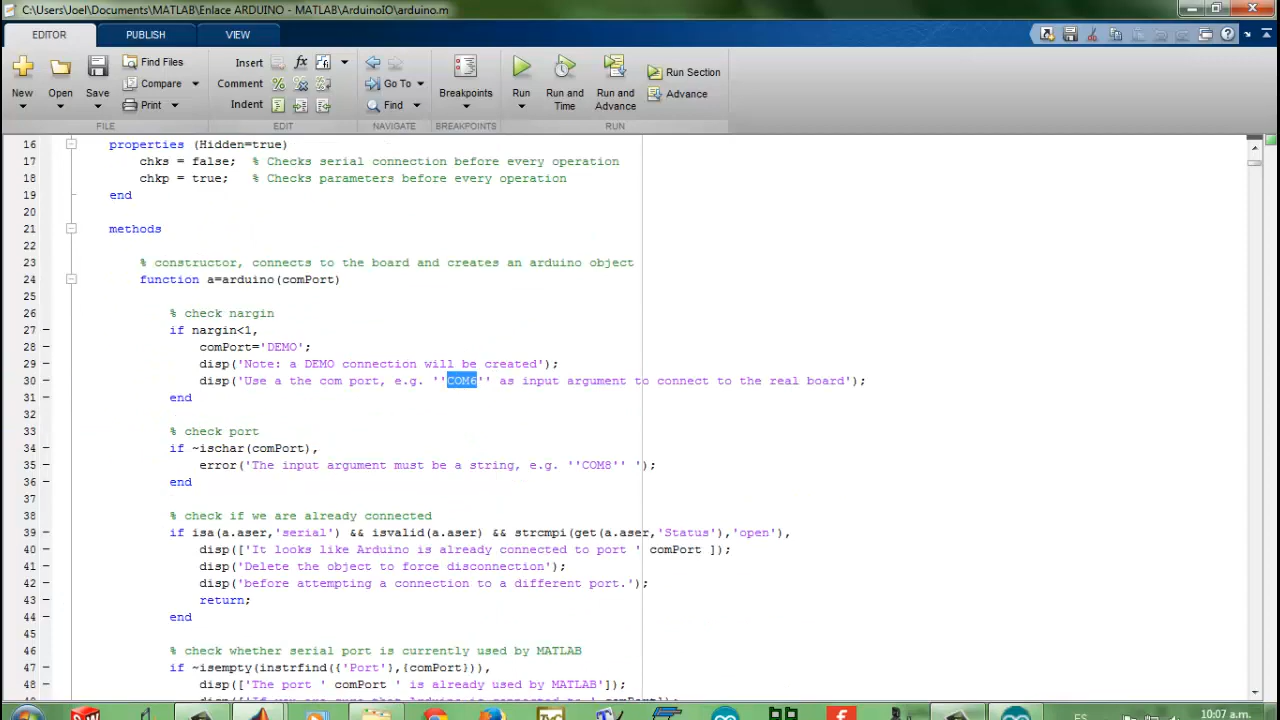 C:\Users\Joel\Documents\MATLAB\Enlace ARDUINO - MATLAB\ArduinoIO\arduino.m
EDITOR PUBLISH VIEW
New Open Save Find Files Compare Print
Insert Comment Indent
Go To Find
Breakpoints
Run Run and Time Run and Advance Run Section Advance
FILE EDIT NAVIGATE BREAKPOINTS RUN
16 properties (Hidden=true)
17 chks = false; % Checks serial connection before every operation
18 chkp = true; % Checks parameters before every operation
19 end
20
21 methods
22
23 % constructor, connects to the board and creates an arduino object
24 function a=arduino(comPort)
25
26 % check nargin
27 if nargin<1,
28 comPort='DEMO';
29 disp('Note: a DEMO connection will be created');
30 disp('Use a the com port, e.g. ''COM6'' as input argument to connect to the real board');
31 end
32
33 % check port
34 if ~ischar(comPort),
35 error('The input argument must be a string, e.g. ''COM8'' ');
36 end
37
38 % check if we are already connected
39 if isa(a.aser,'serial') && isvalid(a.aser) && strcmpi(get(a.aser,'Status'),'open'),
40 disp(['It looks like Arduino is already connected to port ' comPort ]);
41 disp('Delete the object to force disconnection');
42 disp('before attempting a connection to a different port.');
43 return;
44 end
45
46 % check whether serial port is currently used by MATLAB
47 if ~isempty(instrfind({'Port'},{comPort})),
48 disp(['The port ' comPort ' is already used by MATLAB']);
ES 10:07 a.m.